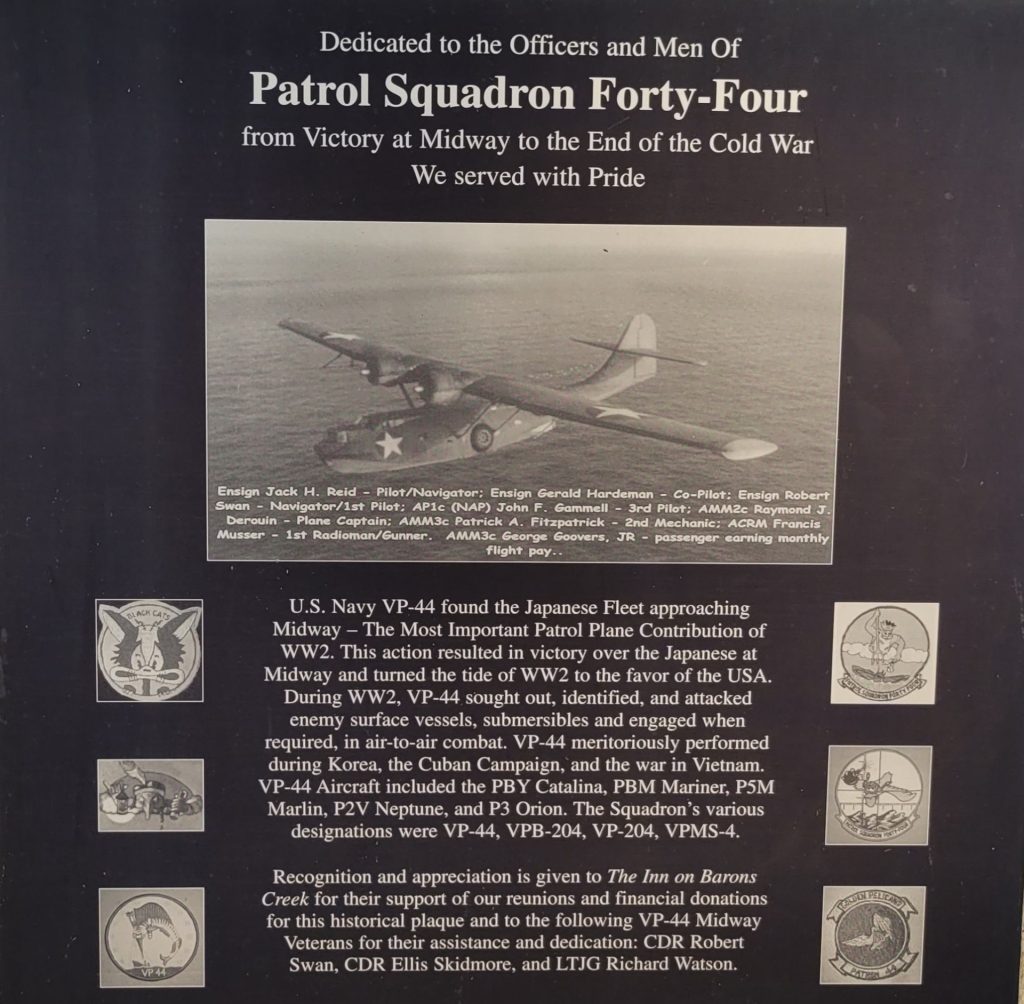 Dedicated to the Officers and Men Of
Patrol Squadron Forty-Four
from Victory at Midway to the End of the Cold War
We served with Pride
Ensign Jack H. Reid – Pilot/Navigator; Ensign Gerald Hardeman – Co-Pilot; Ensign Robert
Swan – Navigator/1st Pilot; AP1c (NAP) John F. Gammell – 3rd Pilot; AMM2c Raymond J.
Derouin – Plane Captain; AMM3c Patrick A. Fitzpatrick – 2nd Mechanic; ACRM Francis
Musser – 1st Radioman/Gunner. AMM3c George Goovers, JR – passenger earning monthly
flight pay..
BLACK CATS
U.S. Navy VP-44 found the Japanese Fleet approaching
Midway – The Most Important Patrol Plane Contribution of
WW2. This action resulted in victory over the Japanese at
Midway and turned the tide of WW2 to the favor of the USA.
During WW2, VP-44 sought out, identified, and attacked
enemy surface vessels, submersibles and engaged when
required, in air-to-air combat. VP-44 meritoriously performed
during Korea, the Cuban Campaign, and the war in Vietnam.
VP-44 Aircraft included the PBY Catalina, PBM Mariner, P5M
Marlin, P2V Neptune, and P3 Orion. The Squadron's various
designations were VP-44, VPB-204, VP-204, VPMS-4.
PATROL SQUADRON FORTY FOUR
PATROL SQUADRON FORTY-FOUR
Recognition and appreciation is given to The Inn on Barons
Creek for their support of our reunions and financial donations
for this historical plaque and to the following VP-44 Midway
Veterans for their assistance and dedication: CDR Robert
Swan, CDR Ellis Skidmore, and LTJG Richard Watson.
VP 44
GOLDEN PELICANS
PATRON 44